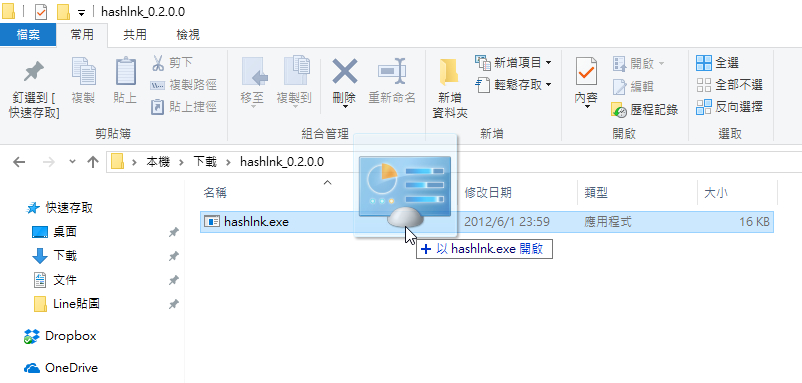 hashlnk_0.2.0.0
檔案 常用 共用 檢視
釘選到 [快速存取]
複製
貼上
剪下
複製路徑
貼上捷徑
剪貼簿
移至
複製到
刪除
重新命名
組合管理
新增資料夾
新增項目
輕鬆存取
新增
內容
開啟
編輯
歷程記錄
開啟
全選
全部不選
反向選擇
選取
本機 > 下載 > hashlnk_0.2.0.0
名稱 修改日期 類型 大小
hashlnk.exe 2012/6/1 23:59 應用程式 16 KB
以 hashlnk.exe 開啟
快速存取
桌面
下載
文件
Line貼圖
Dropbox
OneDrive